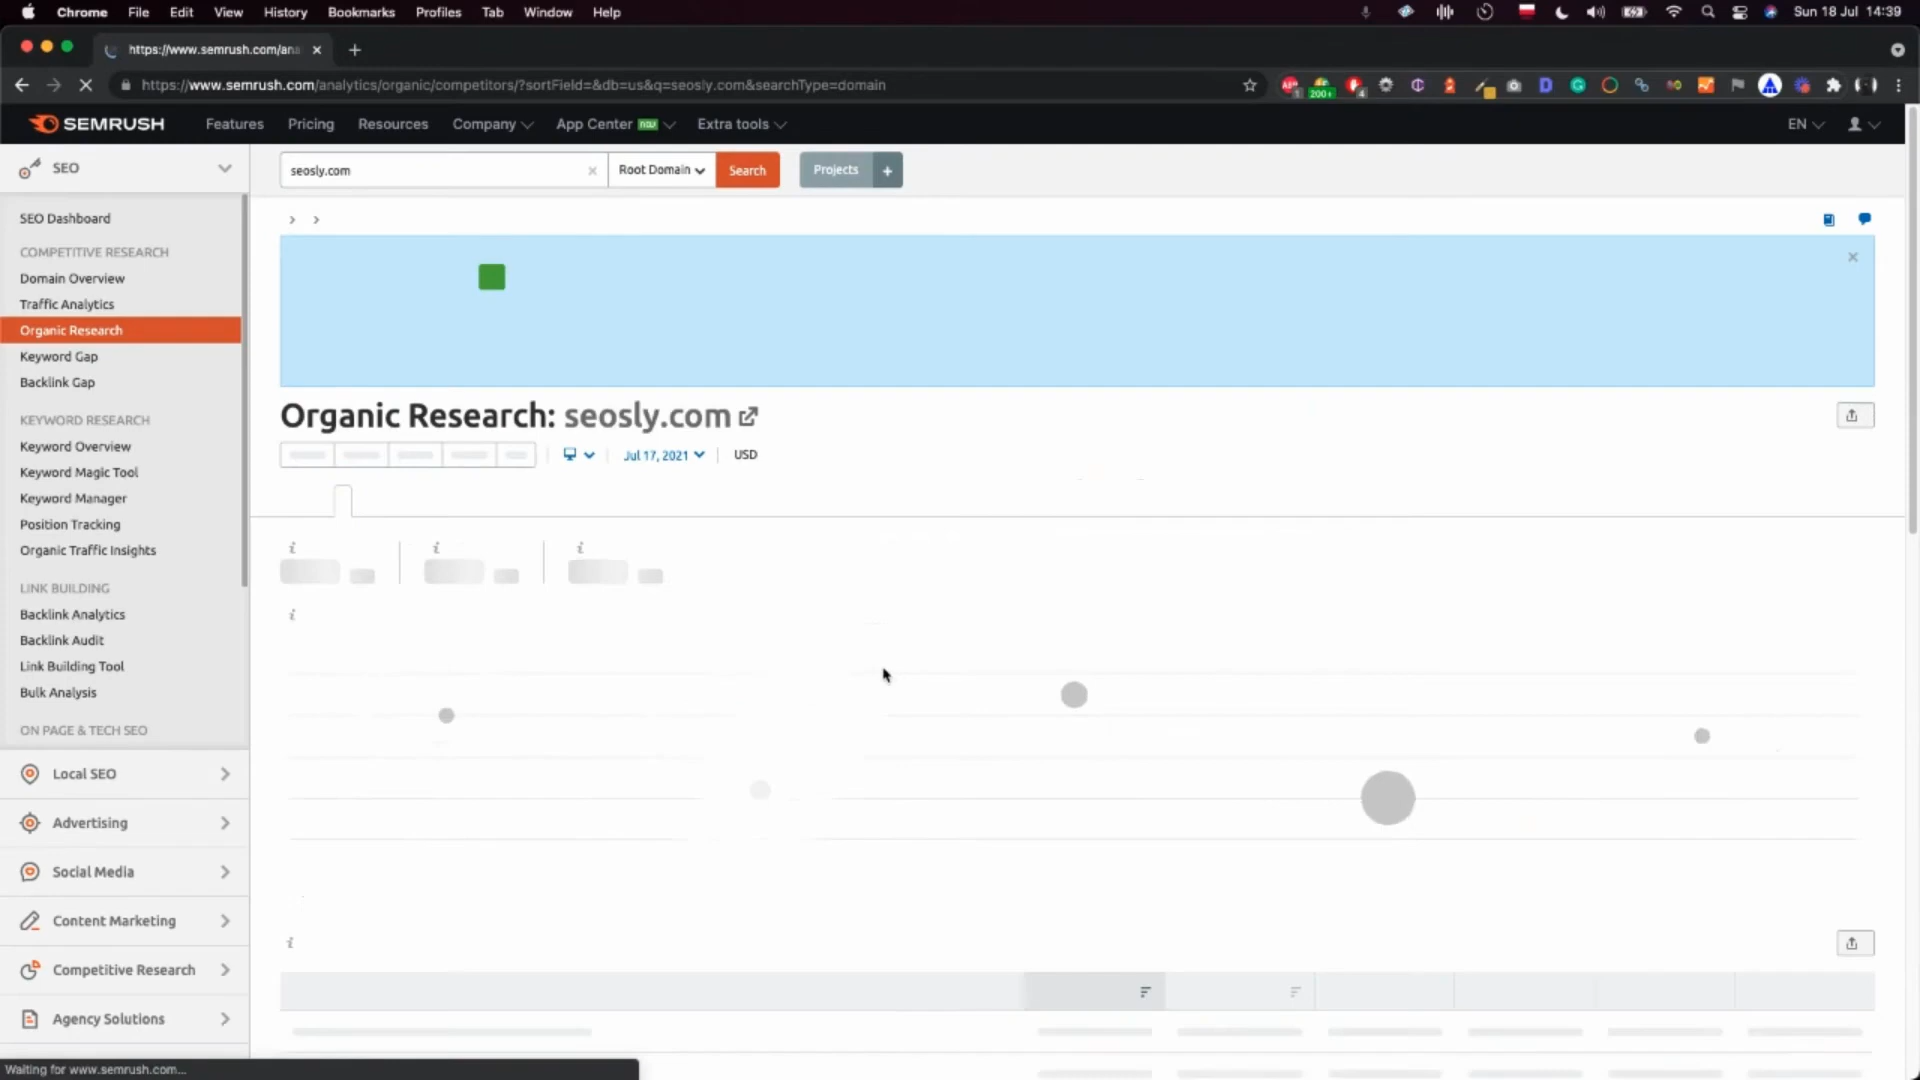 Chrome File Edit View History Bookmarks Profiles Tab Window Help Sun 18 Jul 14:39
https://www.semrush.com/ana
https://www.semrush.com/analytics/organic/competitors/?sortField=&db=us&q=seosly.com&searchType=domain
200+
SEMRUSH Features Pricing Resources Company App Center NEW Extra tools EN
SEO
seosly.com Root Domain Search Projects +
SEO Dashboard
COMPETITIVE RESEARCH
Domain Overview
Traffic Analytics
Organic Research
Keyword Gap
Backlink Gap
KEYWORD RESEARCH
Keyword Overview
Keyword Magic Tool
Keyword Manager
Position Tracking
Organic Traffic Insights
LINK BUILDING
Backlink Analytics
Backlink Audit
Link Building Tool
Bulk Analysis
ON PAGE & TECH SEO
Local SEO
Advertising
Social Media
Content Marketing
Competitive Research
Agency Solutions
Organic Research: seosly.com
Jul 17, 2021 USD
Waiting for www.semrush.com...